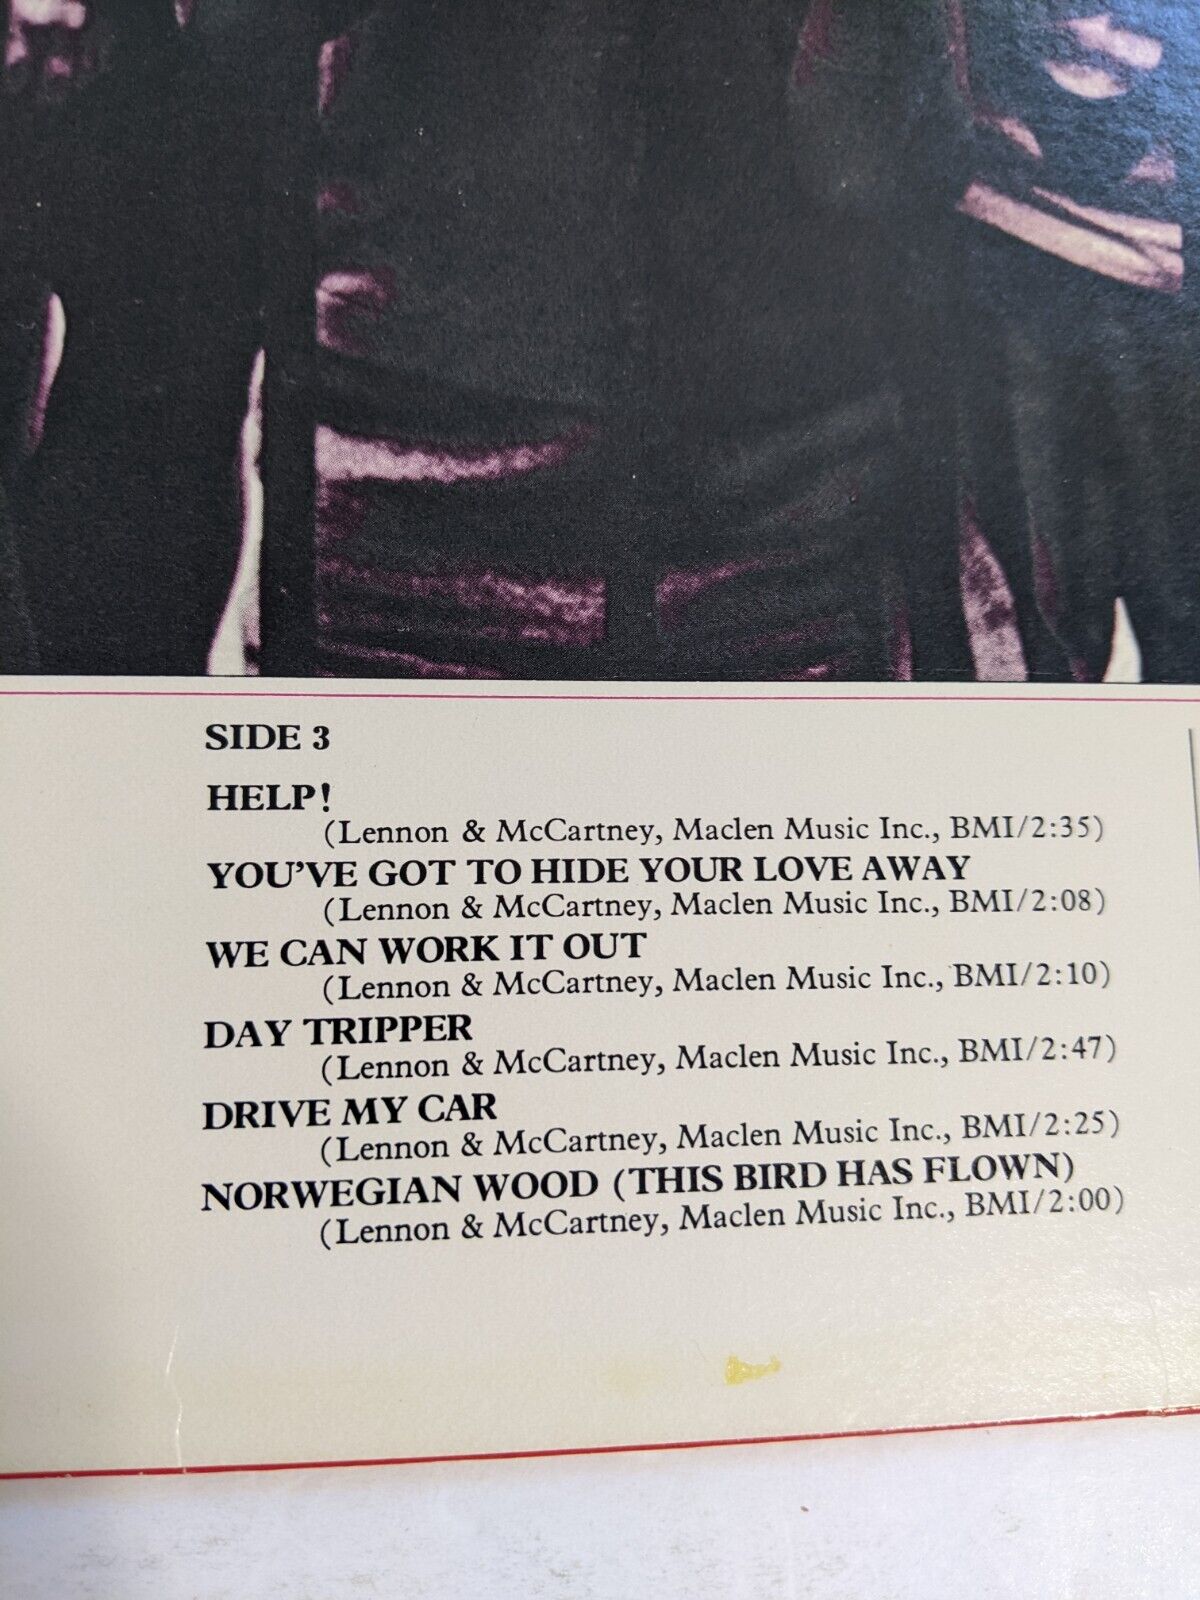 SIDE 3
HELP!
(Lennon & McCartney, Maclen Music Inc., BMI/2:35)
YOU'VE GOT TO HIDE YOUR LOVE AWAY
(Lennon & McCartney, Maclen Music Inc., BMI/2:08)
WE CAN WORK IT OUT
(Lennon & McCartney, Maclen Music Inc., BMI/2:10)
DAY TRIPPER
(Lennon & McCartney, Maclen Music Inc., BMI/2:47)
DRIVE MY CAR
(Lennon & McCartney, Maclen Music Inc., BMI/2:25)
NORWEGIAN WOOD (THIS BIRD HAS FLOWN)
(Lennon & McCartney, Maclen Music Inc., BMI/2:00)